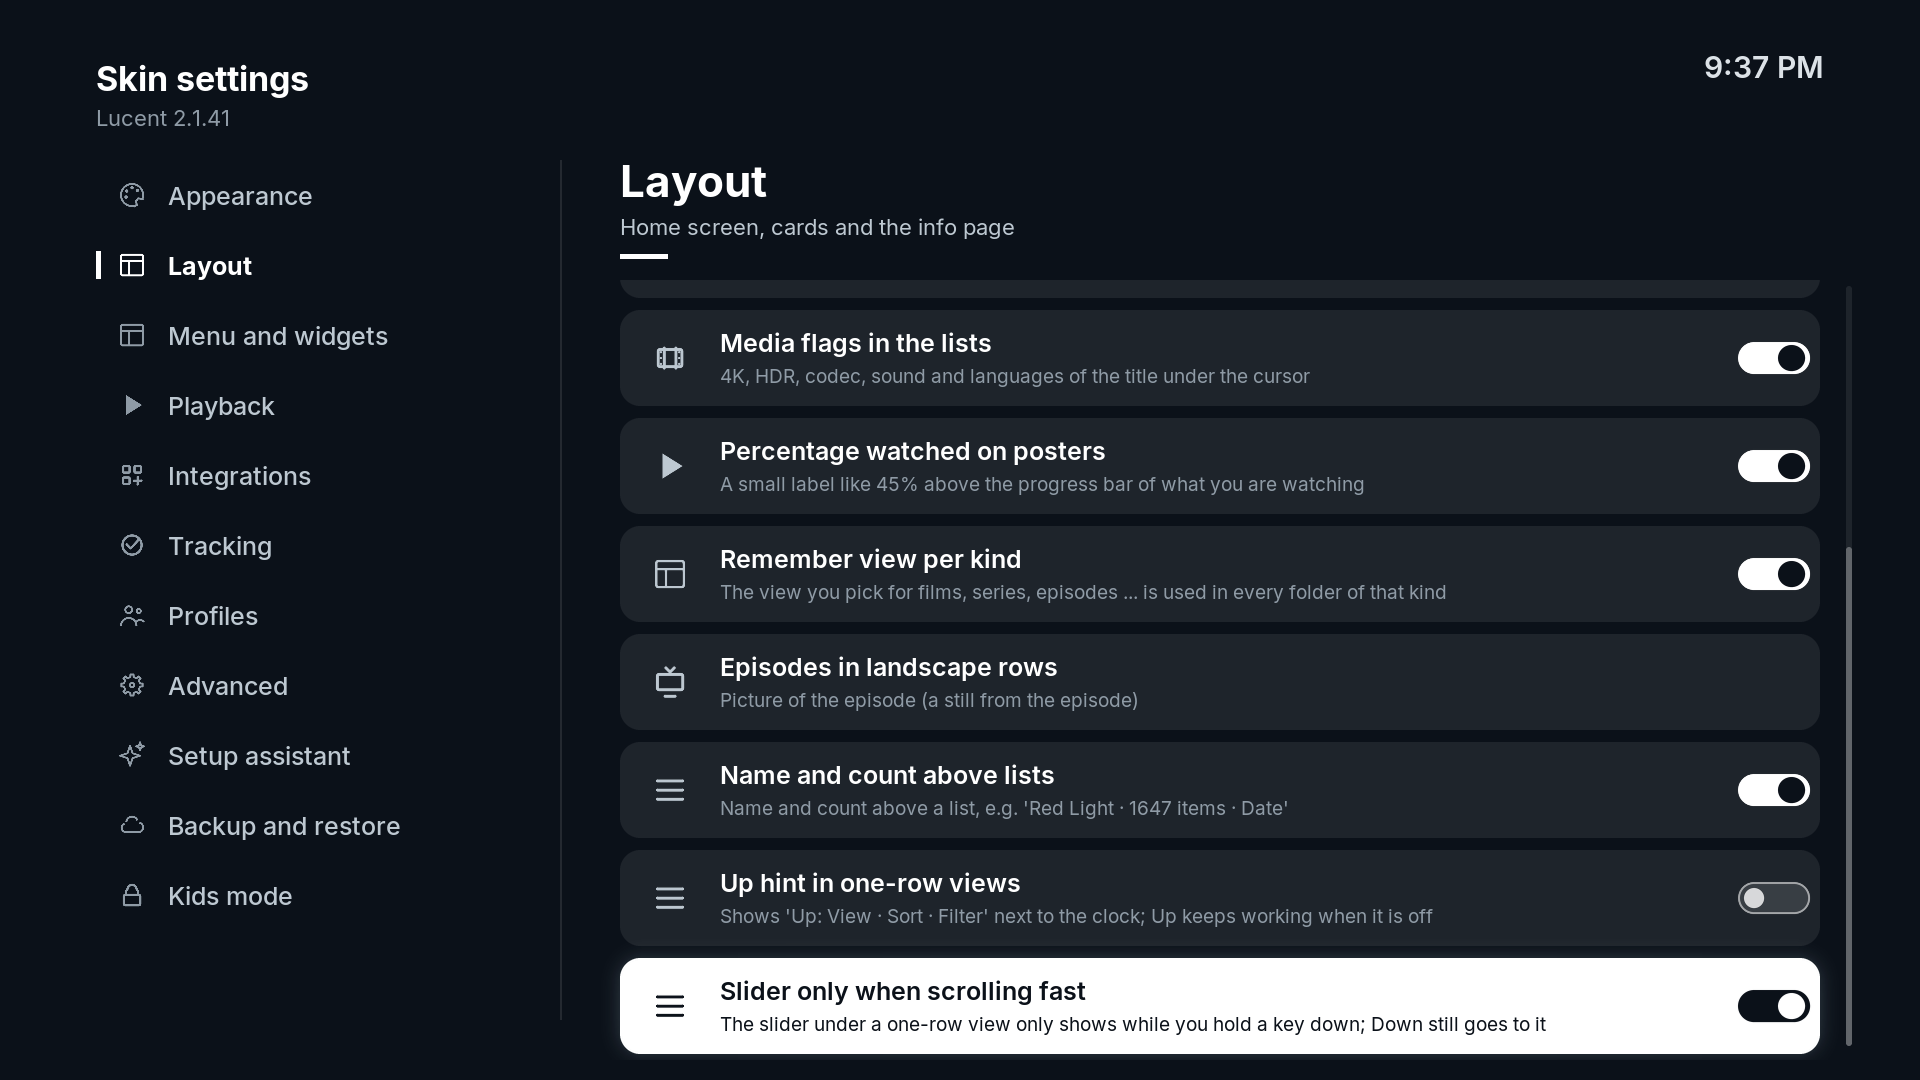 Skin settings
Lucent 2.1.41
9:37 PM
Appearance
Layout
Menu and widgets
Playback
Integrations
Tracking
Profiles
Advanced
Setup assistant
Backup and restore
Kids mode
Layout
Home screen, cards and the info page
Media flags in the lists
4K, HDR, codec, sound and languages of the title under the cursor
Percentage watched on posters
A small label like 45% above the progress bar of what you are watching
Remember view per kind
The view you pick for films, series, episodes ... is used in every folder of that kind
Episodes in landscape rows
Picture of the episode (a still from the episode)
Name and count above lists
Name and count above a list, e.g. 'Red Light · 1647 items · Date'
Up hint in one-row views
Shows 'Up: View · Sort · Filter' next to the clock; Up keeps working when it is off
Slider only when scrolling fast
The slider under a one-row view only shows while you hold a key down; Down still goes to it